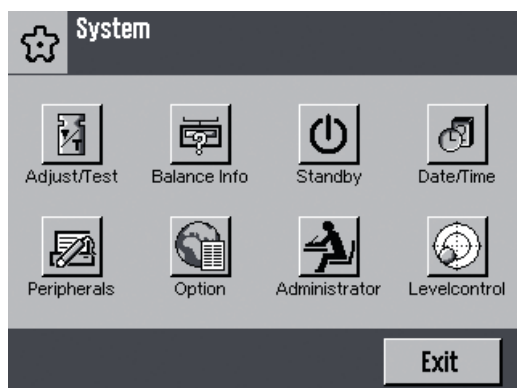 System
Adjust/Test
Balance Info
Standby
Date/Time
Peripherals
Option
Administrator
Levelcontrol
Exit